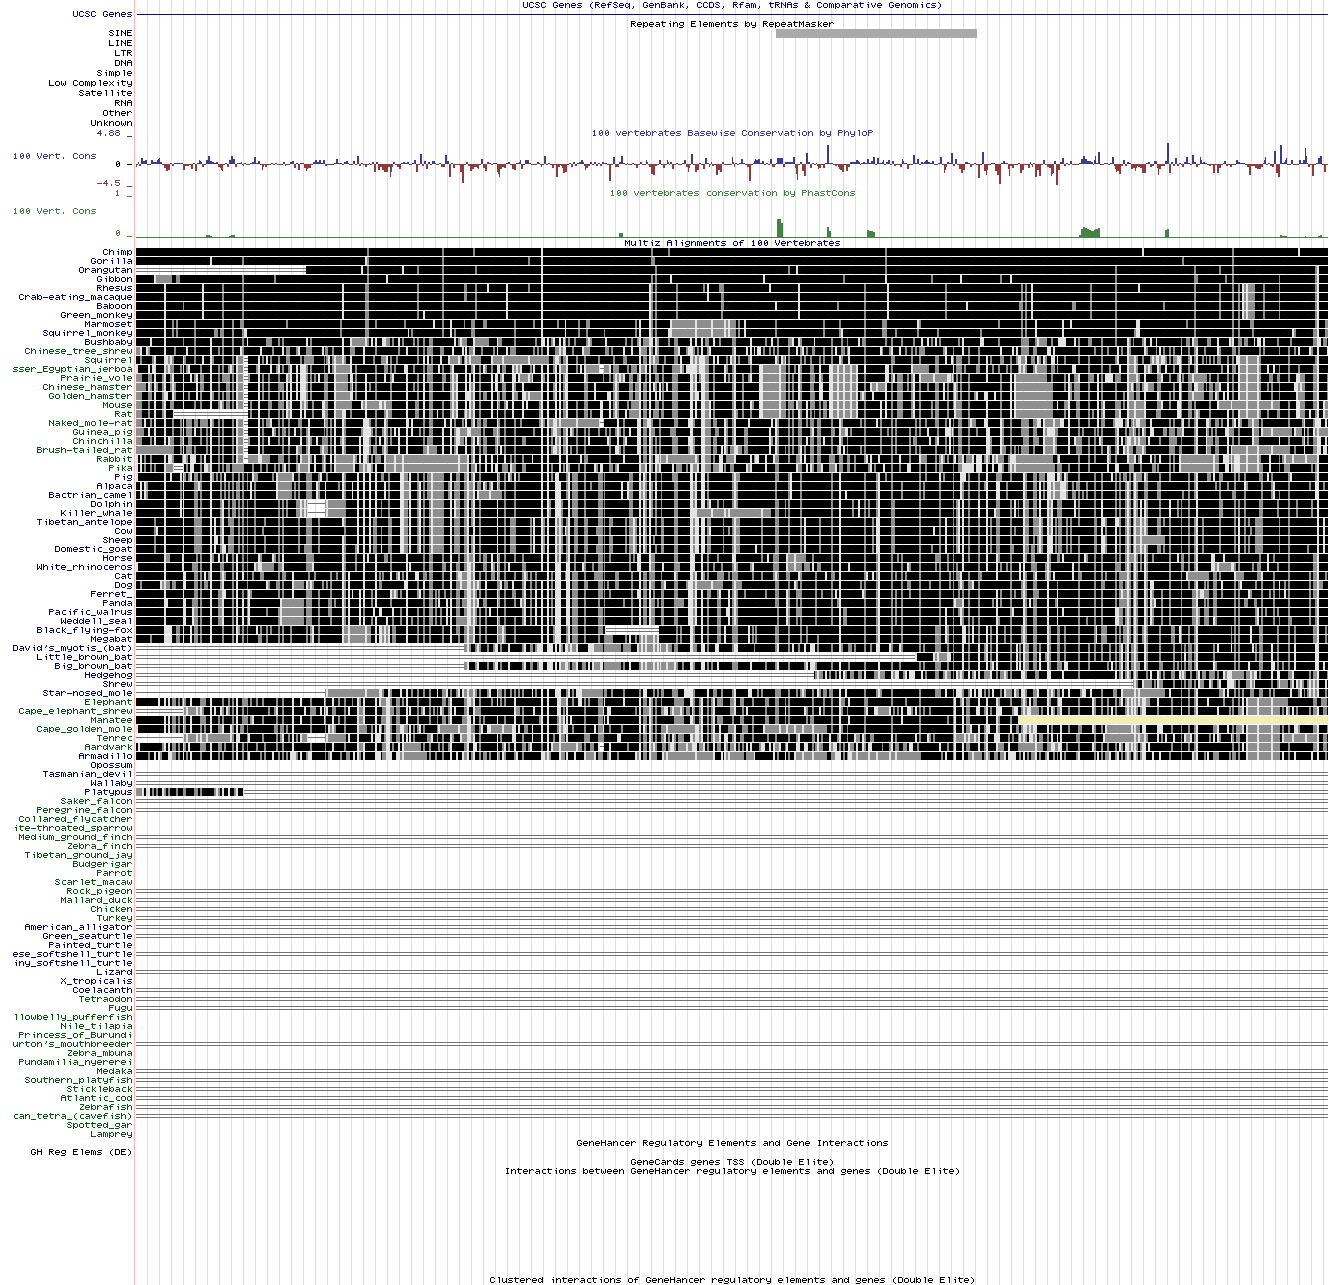 UCSC Genes (RefSeq, GenBank, CCDS, Rfam, tRNAs & Comparative Genomics)
UCSC Genes
Repeating Elements by RepeatMasker
SINE
LINE
LTR
DNA
Simple
Low Complexity
Satellite
RNA
Other
Unknown
4.88 _
100 vertebrates Basewise Conservation by PhyloP
100 Vert. Cons
0 _
-4.5 _
1 _
100 vertebrates conservation by PhastCons
100 Vert. Cons
0 _
Multiz Alignments of 100 Vertebrates
Chimp
Gorilla
Orangutan
Gibbon
Rhesus
Crab-eating_macaque
Baboon
Green_monkey
Marmoset
Squirrel_monkey
Bushbaby
Chinese_tree_shrew
Squirrel
sser_Egyptian_jerboa
Prairie_vole
Chinese_hamster
Golden_hamster
Mouse
Rat
Naked_mole-rat
Guinea_pig
Chinchilla
Brush-tailed_rat
Rabbit
Pika
Pig
Alpaca
Bactrian_camel
Dolphin
Killer_whale
Tibetan_antelope
Cow
Sheep
Domestic_goat
Horse
White_rhinoceros
Cat
Dog
Ferret_
Panda
Pacific_walrus
Weddell_seal
Black_flying-fox
Megabat
David's_myotis_(bat)
Little_brown_bat
Big_brown_bat
Hedgehog
Shrew
Star-nosed_mole
Elephant
Cape_elephant_shrew
Manatee
Cape_golden_mole
Tenrec
Aardvark
Armadillo
Opossum
Tasmanian_devil
Wallaby
Platypus
Saker_falcon
Peregrine_falcon
Collared_flycatcher
ite-throated_sparrow
Medium_ground_finch
Zebra_finch
Tibetan_ground_jay
Budgerigar
Parrot
Scarlet_macaw
Rock_pigeon
Mallard_duck
Chicken
Turkey
American_alligator
Green_seaturtle
Painted_turtle
ese_softshell_turtle
iny_softshell_turtle
Lizard
X_tropicalis
Coelacanth
Tetraodon
Fugu
llowbelly_pufferfish
Nile_tilapia
Princess_of_Burundi
urton's_mouthbreeder
Zebra_mbuna
Pundamilia_nyererei
Medaka
Southern_platyfish
Stickleback
Atlantic_cod
Zebrafish
can_tetra_(cavefish)
Spotted_gar
Lamprey
GeneHancer Regulatory Elements and Gene Interactions
GH Reg Elems (DE)
GeneCards genes TSS (Double Elite)
Interactions between GeneHancer regulatory elements and genes (Double Elite)
Clustered interactions of GeneHancer regulatory elements and genes (Double Elite)